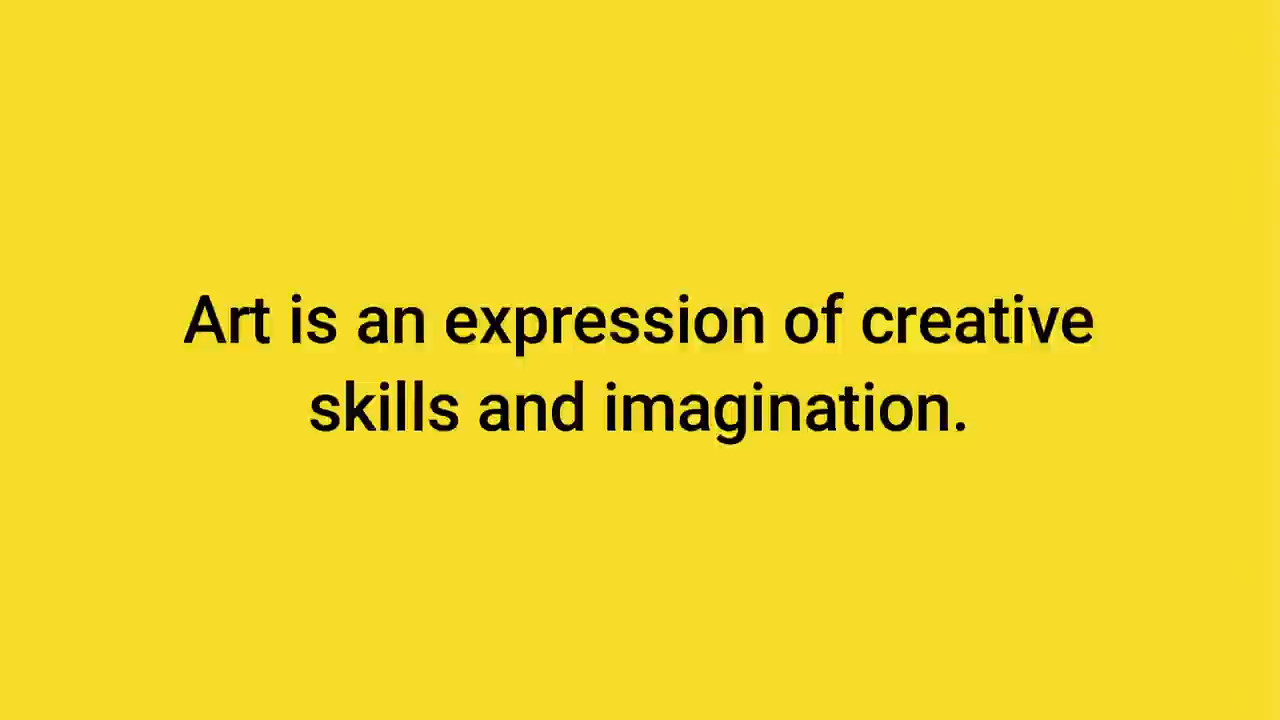 Art is an expression of creative
skills and imagination.